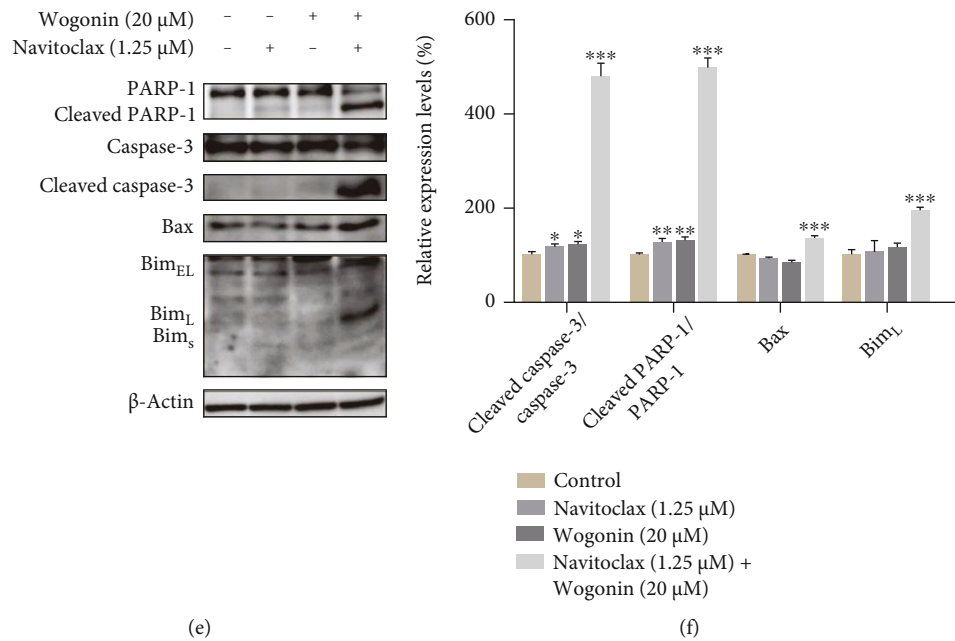 Wogonin (20 μM) – – + +
Navitoclax (1.25 μM) – + – +
PARP-1
Cleaved PARP-1
Caspase-3
Cleaved caspase-3
Bax
Bim_EL
Bim_L
Bim_s
β-Actin
(e)
Relative expression levels (%)
600
400
200
0
* *
***
** **
***
***
***
Cleaved caspase-3/
caspase-3
Cleaved PARP-1/
PARP-1
Bax
Bim_L
Control
Navitoclax (1.25 μM)
Wogonin (20 μM)
Navitoclax (1.25 μM) +
Wogonin (20 μM)
(f)